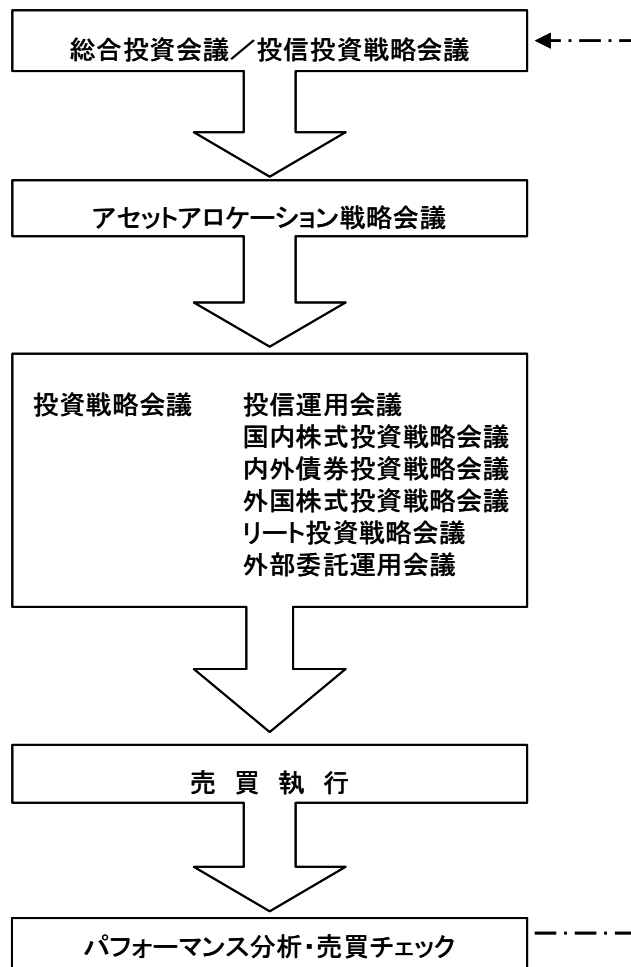 総合投資会議／投信投資戦略会議
アセットアロケーション戦略会議
投資戦略会議 投信運用会議
国内株式投資戦略会議
内外債券投資戦略会議
外国株式投資戦略会議
リート投資戦略会議
外部委託運用会議
売 買 執 行
パフォーマンス分析・売買チェック